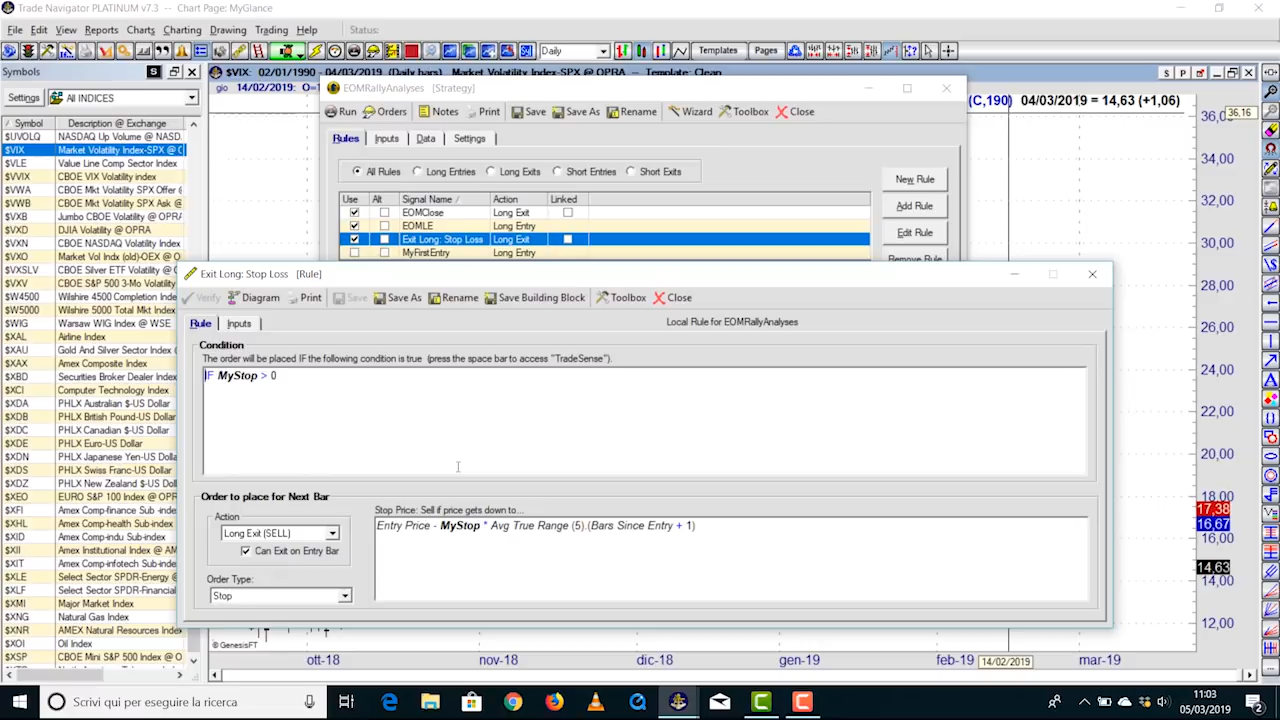 Trade Navigator PLATINUM v7.3 - Chart Page: MyGlance
File Edit View Reports Charts Charting Drawing Trading Help Status:
Daily Templates Pages
Symbols S
$VIX: 02/01/1990 - 04/03/2019 (Daily bars) Market Volatility Index-SPX @ OPRA - Template: Clean S P
Settings All INDICES
gio 14/02/2019: O=1
(C,190) 04/03/2019 = 14,63 (+1,06)
Symbol Description @ Exchange
$UVOLQ NASDAQ Up Volume @ NASD.
$VIX Market Volatility Index-SPX @ C
$VLE Value Line Comp Sector Index
$VVIX CBOE VIX Volatility index
$VWA CBOE Mkt Volatility SPX Offer @
$VWB CBOE Mkt Volatility SPX Ask @
$VXB Jumbo CBOE Volatility @ OPRA
$VXD DJIA Volatility @ OPRA
$VXN CBOE NASDAQ Volatility Index
$VXO Market Vol Indx (old)-OEX @ O
$VXSLV CBOE Silver ETF Volatility @ C
$VXV CBOE S&P 500 3-Mo Volatility
$W4500 Wilshire 4500 Completion Index
$W5000 Wilshire 5000 Total Mkt Index
$WIG Warsaw WIG Index @ WSE
$XAL Airline Index
$XAU Gold And Silver Sector Index @
$XAX Amex Composite Index
$XBD Securities Broker Dealer Index
$XCI Computer Technology Index
$XDA PHLX Australian $-US Dollar
$XDB PHLX British Pound-US Dollar
$XDC PHLX Canadian $-US Dollar
$XDE PHLX Euro-US Dollar
$XDN PHLX Japanese Yen-US Dollar
$XDS PHLX Swiss Franc-US Dollar
$XDZ PHLX New Zealand $-US Dollar
$XEO EURO S&P 100 Index @ OPRA
$XFI Amex Comp-finance Sub -index
$XHL Amex Comp-health Sub-index
$XID Amex Comp-indu Sub-index
$XII Amex Institutional Index @ AM
$XIT Amex Comp-infotech Sub-index
$XLE Select Sector SPDR-Energy @
$XLF Select Sector SPDR-Financial
$XMI Major Market Index
$XNG Natural Gas Index
$XNR AMEX Natural Resources Index
$XOI Oil Index
$XSP CBOE Mini S&P 500 Index @ O
EOMRallyAnalyses [Strategy]
Run Orders Notes Print Save Save As Rename Wizard Toolbox Close
Rules Inputs Data Settings
All Rules Long Entries Long Exits Short Entries Short Exits
Use Alt Signal Name / Action Linked
EOMClose Long Exit
EOMLE Long Entry
Exit Long: Stop Loss Long Exit
MyFirstEntry Long Entry
New Rule
Add Rule
Edit Rule
Remove Rule
Exit Long: Stop Loss [Rule]
Verify Diagram Print Save Save As Rename Save Building Block Toolbox Close
Rule Inputs
Local Rule for EOMRallyAnalyses
Condition
The order will be placed IF the following condition is true (press the space bar to access "TradeSense").
IF MyStop > 0
Order to place for Next Bar
Action
Long Exit (SELL)
Can Exit on Entry Bar
Order Type:
Stop
Stop Price: Sell if price gets down to...
Entry Price - MyStop * Avg True Range (5).(Bars Since Entry + 1)
36,00
36.16
34,00
32,00
30,00
28,00
26,00
24,00
22,00
20,00
18,00
17,38
16,67
16,00
14,63
14,00
12,00
© GenesisFT
ott-18 nov-18 dic-18 gen-19 feb-19 14/02/2019 mar-19
Scrivi qui per eseguire la ricerca
11:03
05/03/2019
2